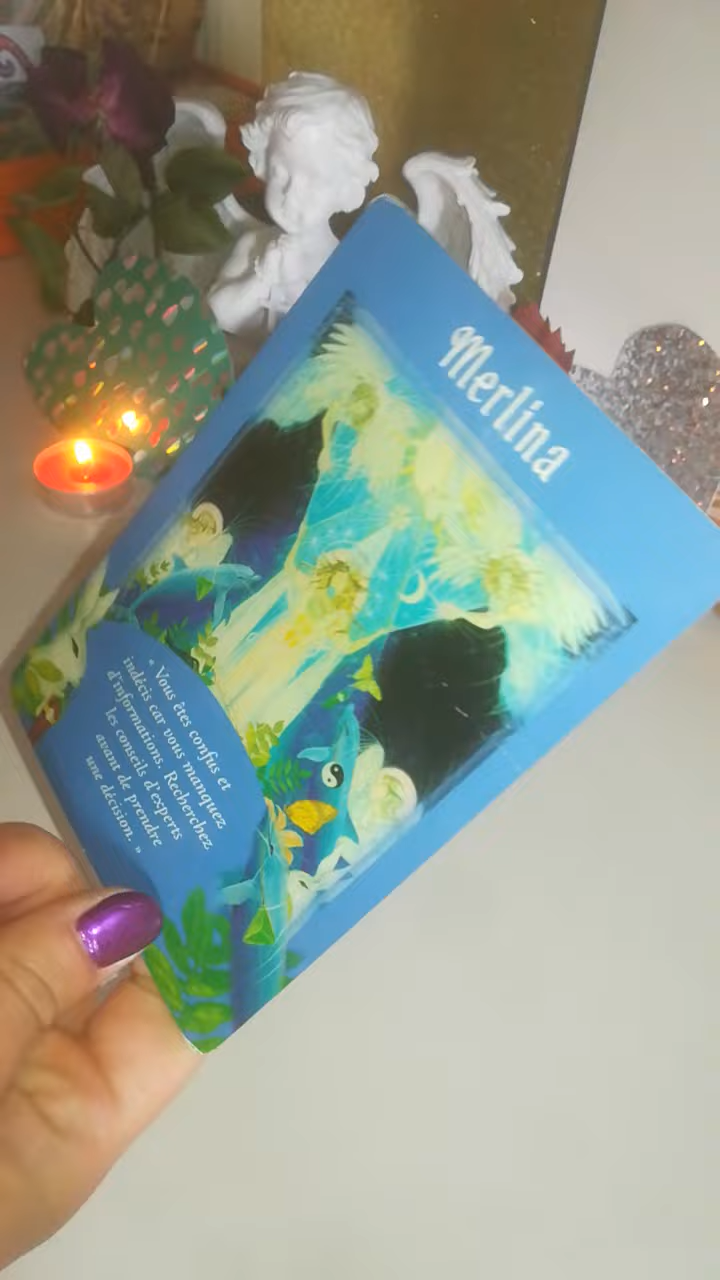 Merlina
« Vous êtes confus et
indécis car vous manquez
d'informations. Recherchez
les conseils d'experts
avant de prendre
une décision. »